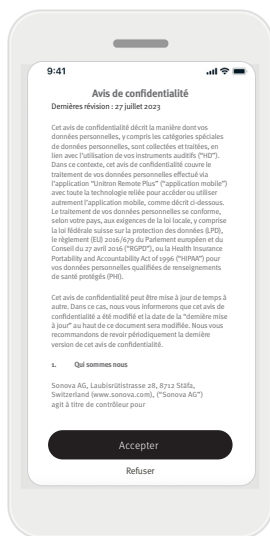 9:41
Avis de confidentialité
Dernières révision : 27 juillet 2023
Cet avis de confidentialité décrit la manière dont vos
données personnelles, y compris les catégories spéciales
de données personnelles, sont collectées et traitées, en
lien avec l'utilisation de vos instruments auditifs ("HD").
Dans ce contexte, cet avis de confidentialité couvre le
traitement de vos données personnelles effectué via
l'application "Unitron Remote Plus" ("application mobile")
avec toute la technologie reliée pour accéder ou utiliser
autrement l'application mobile, comme décrit ci-dessous.
Le traitement de vos données personnelles se conforme,
selon votre pays, aux exigences de la loi locale, y comprise
la loi fédérale suisse sur la protection des données (LPD),
le règlement (EU) 2016/679 du Parlement européen et du
Conseil du 27 avril 2016 ("RGPD"), ou la Health Insurance
Portability and Accountability Act of 1996 ("HIPAA") pour
vos données personnelles qualifiées de renseignements
de santé protégés (PHI).
Cet avis de confidentialité peut être mise à jour de temps à
autre. Dans ce cas, nous vous informerons que cet avis de
confidentialité a été modifié et la date de la "dernière mise
à jour" au haut de ce document sera modifiée. Nous vous
recommandons de revoir périodiquement la dernière
version de cet avis de confidentialité.
1. Qui sommes nous
Sonova AG, Laubisrütistrasse 28, 8712 Stäfa,
Switzerland (www.sonova.com), ("Sonova AG")
agit à titre de contrôleur pour
Accepter
Refuser